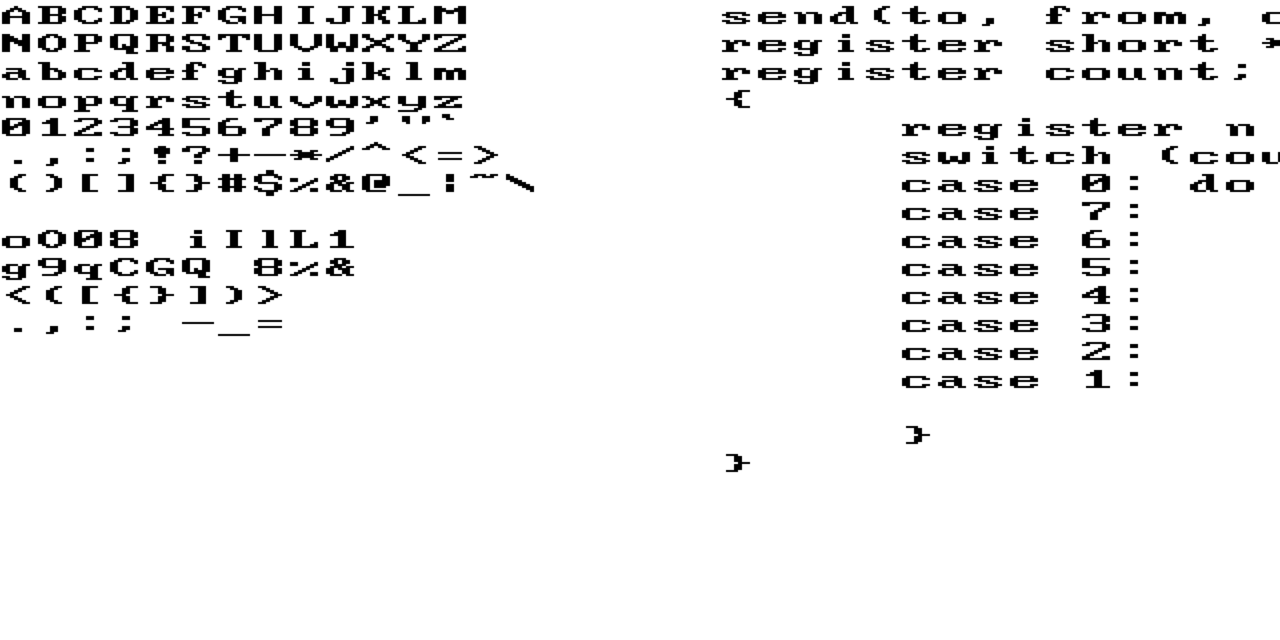 ABCDEFGHIJKLM
NOPQRSTUVWXYZ
abcdefghijklm
nopqrstuvwxyz
0123456789'"`
.,:;!?+-*/^<=>
()[]{}#$%&@_¦~\

oO08 iIlL1
g9qCGQ 8%&
<([{}])>
.,:; -_=
send(to, from, c
register short *
register count;
{
register n
switch (cou
case 0: do
case 7:
case 6:
case 5:
case 4:
case 3:
case 2:
case 1:

}
}